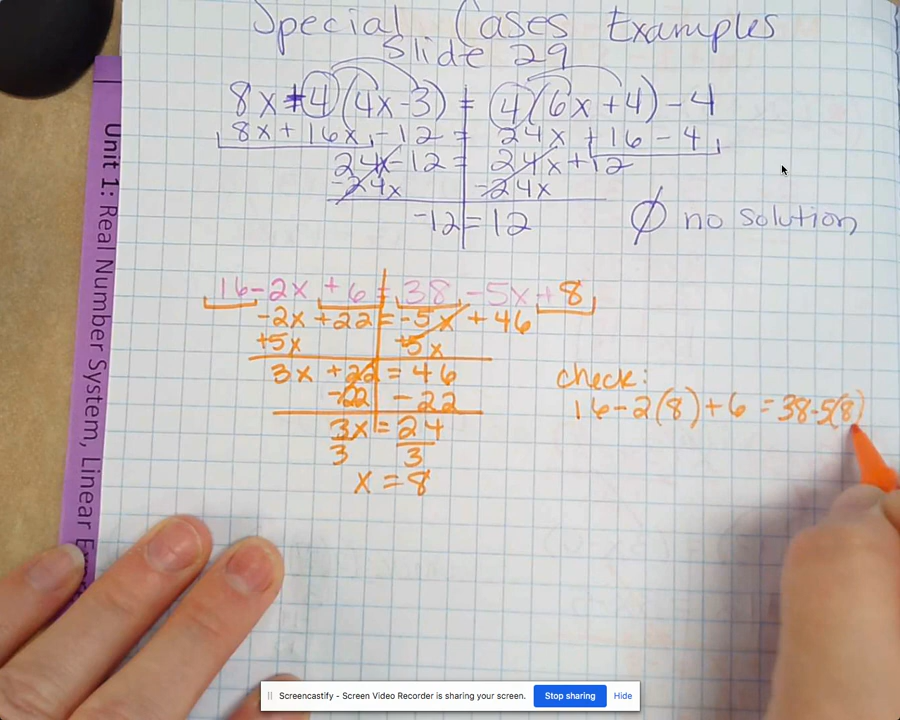 Special Cases Examples
Slide 29
8x+4(4x-3) = 4(6x+4)-4
8x+16x-12 = 24x+16-4
24x-12 = 24x+12
-24x -24x
-12 = 12 ∅ no solution
16-2x+6 = 38-5x+8
-2x+22 = -5x+46
+5x +5x
3x+22 = 46
-22 -22
3x = 24
3 3
x = 8
check:
16-2(8)+6 = 38-5(8)
Unit 1: Real Number System, Linear E
Screencastify - Screen Video Recorder is sharing your screen. Stop sharing Hide